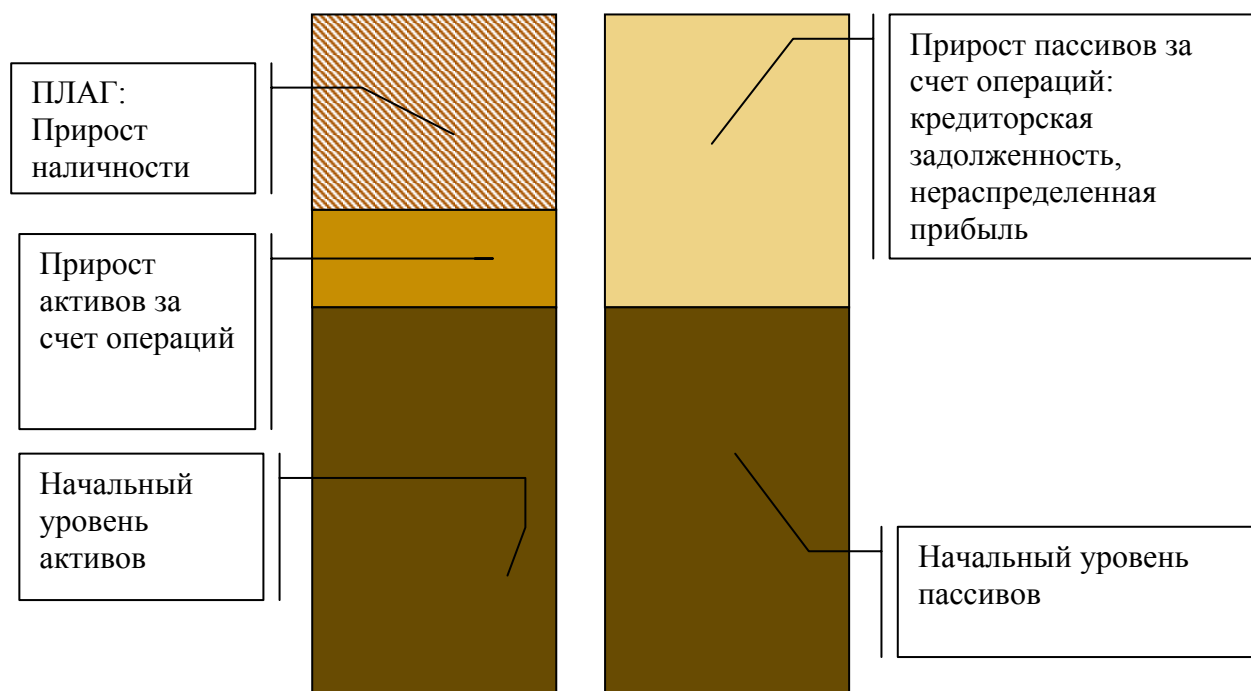 ПЛАГ:
Прирост
наличности
Прирост
активов за
счет операций
Начальный
уровень
активов
Прирост пассивов за
счет операций:
кредиторская
задолженность,
нераспределенная
прибыль
Начальный уровень
пассивов